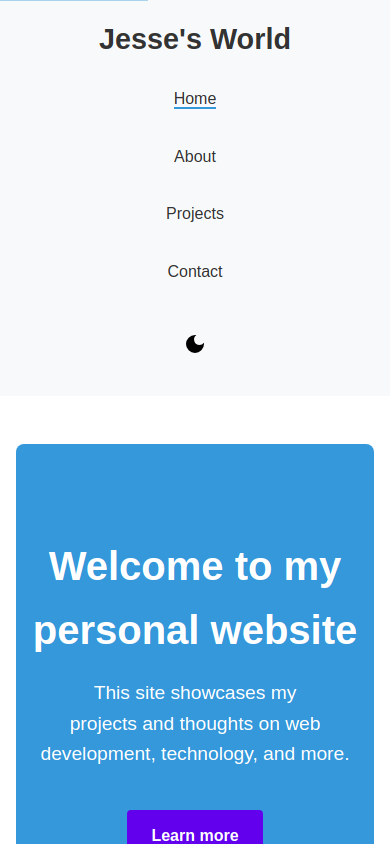 Jesse's World
Home
About
Projects
Contact
Welcome to my
personal website
This site showcases my
projects and thoughts on web
development, technology, and more.
Learn more